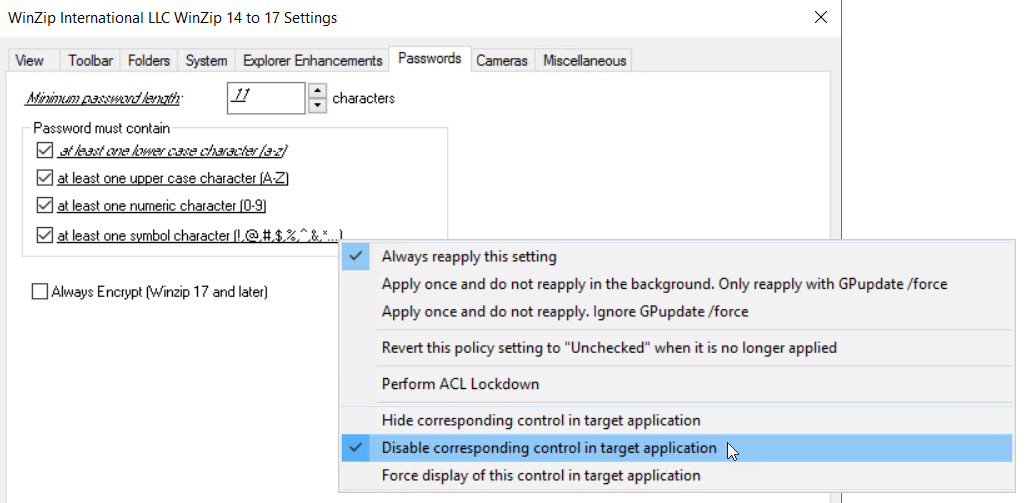 WinZip International LLC WinZip 14 to 17 Settings
View Toolbar Folders System Explorer Enhancements Passwords Cameras Miscellaneous
Minimum password length: 11 characters
Password must contain
at least one lower case character (a-z)
at least one upper case character (A-Z)
at least one numeric character (0-9)
at least one symbol character (!,@,#,$,%,^,&,*...)
Always Encrypt (Winzip 17 and later)
Always reapply this setting
Apply once and do not reapply in the background. Only reapply with GPupdate /force
Apply once and do not reapply. Ignore GPupdate /force
Revert this policy setting to "Unchecked" when it is no longer applied
Perform ACL Lockdown
Hide corresponding control in target application
Disable corresponding control in target application
Force display of this control in target application